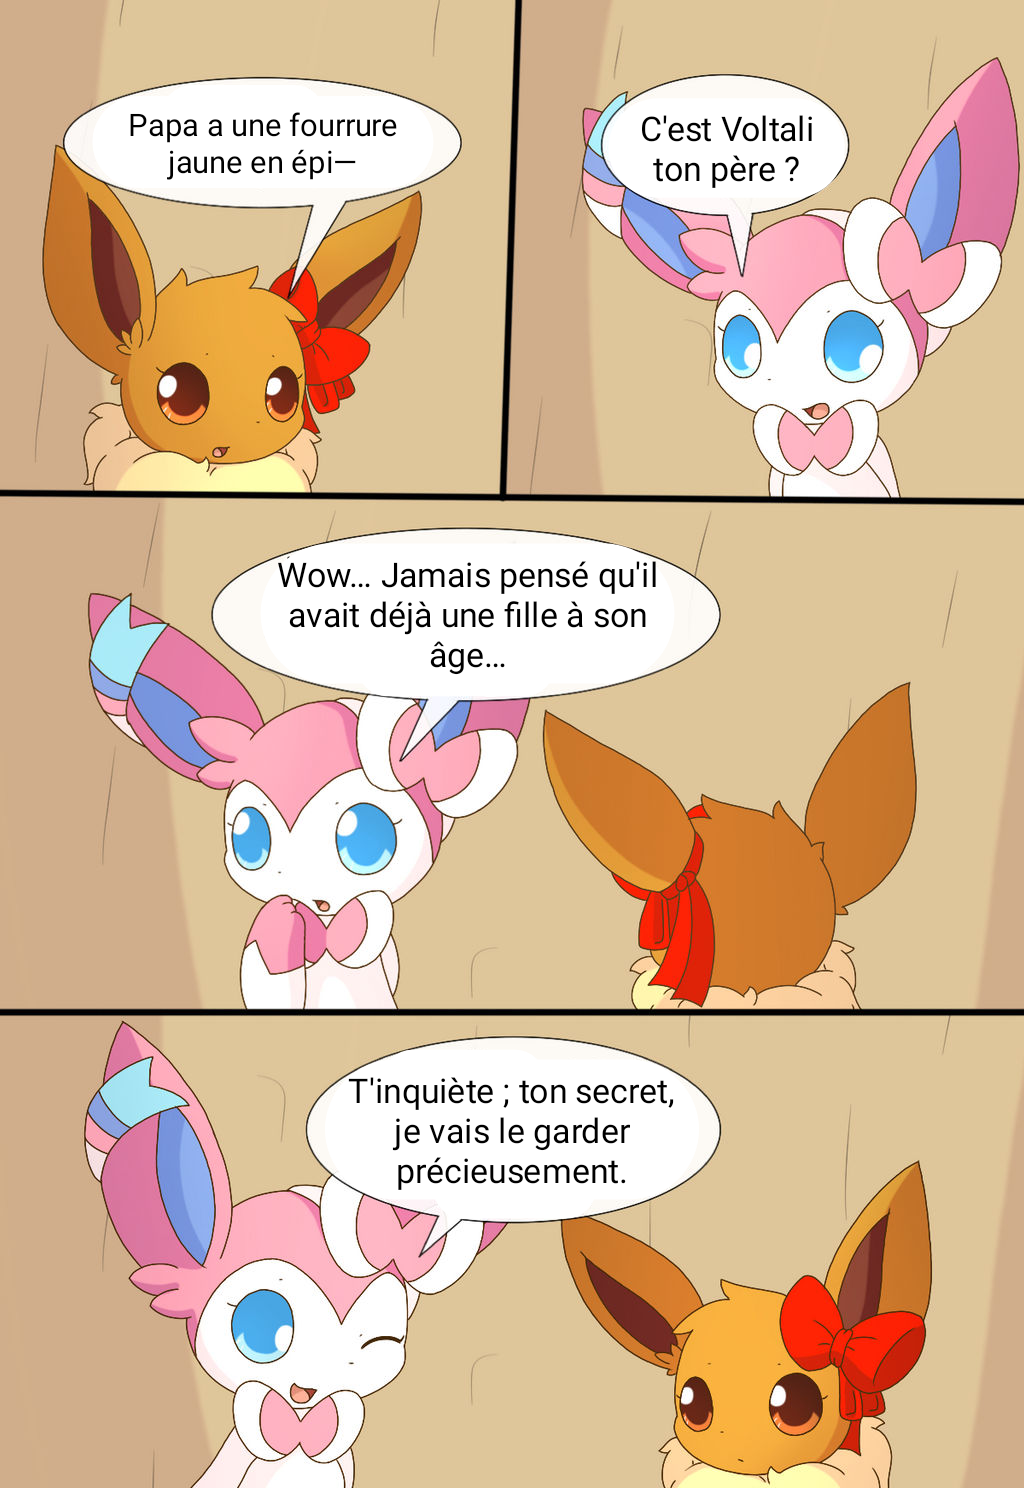 Papa a une fourrure
jaune en épi—
C'est Voltali
ton père ?
Wow... Jamais pensé qu'il
avait déjà une fille à son
âge...
T'inquiète ; ton secret,
je vais le garder
précieusement.